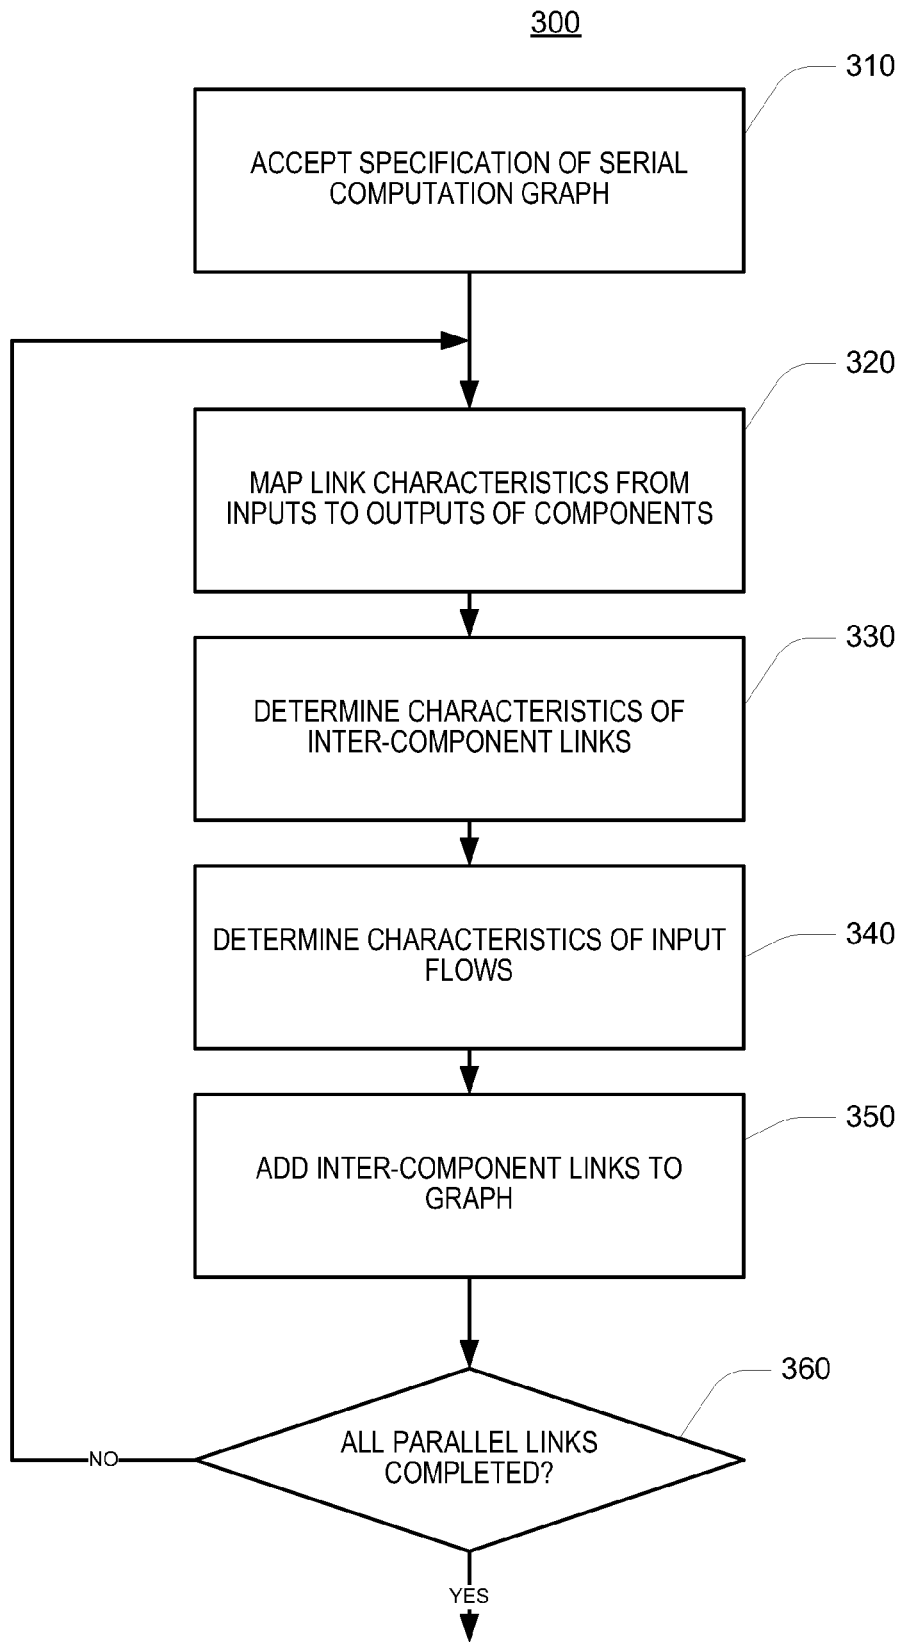 300
310
ACCEPT SPECIFICATION OF SERIAL
COMPUTATION GRAPH
320
MAP LINK CHARACTERISTICS FROM
INPUTS TO OUTPUTS OF COMPONENTS
330
DETERMINE CHARACTERISTICS OF
INTER-COMPONENT LINKS
340
DETERMINE CHARACTERISTICS OF INPUT
FLOWS
350
ADD INTER-COMPONENT LINKS TO
GRAPH
360
ALL PARALLEL LINKS
COMPLETED?
NO
YES